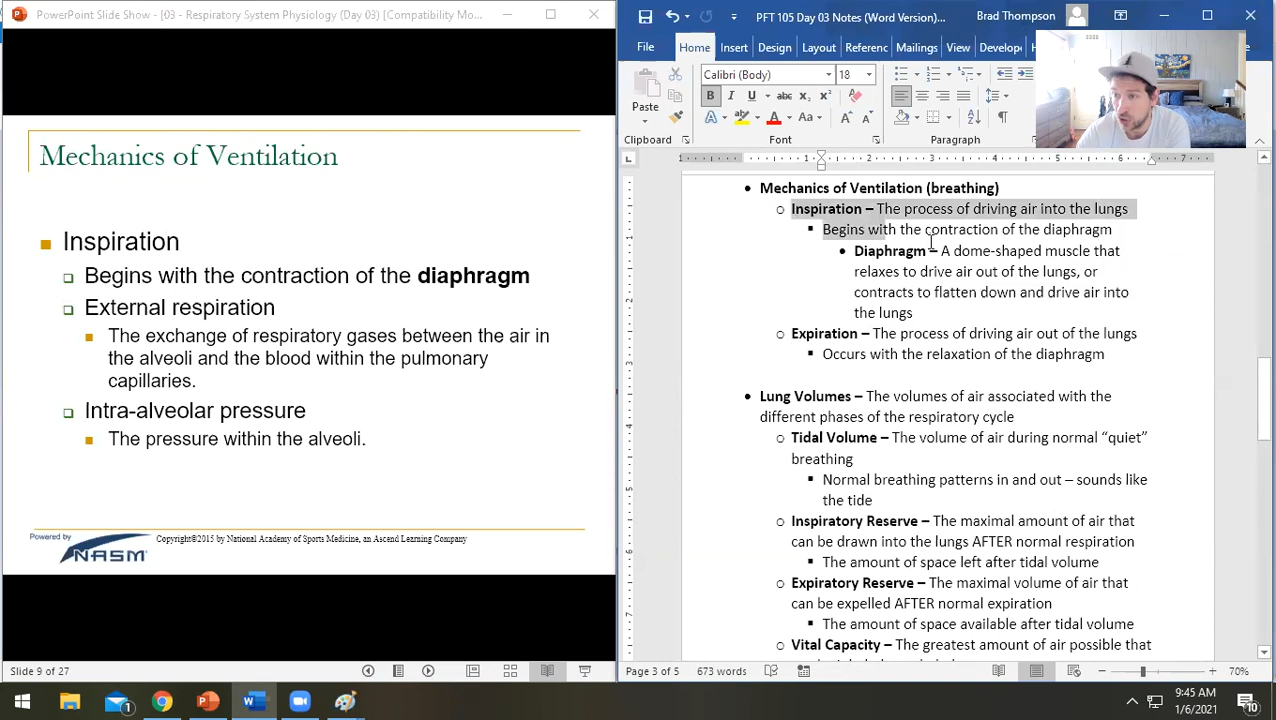 PowerPoint Slide Show - [03 - Respiratory System Physiology (Day 03) [Compatibility Mo...
Mechanics of Ventilation
Inspiration
Begins with the contraction of the diaphragm
External respiration
The exchange of respiratory gases between the air in
the alveoli and the blood within the pulmonary
capillaries.
Intra-alveolar pressure
The pressure within the alveoli.
Powered by
NASM
Copyright©2015 by National Academy of Sports Medicine, an Ascend Learning Company
Slide 9 of 27
PFT 105 Day 03 Notes (Word Version)...
Brad Thompson
File Home Insert Design Layout Referenc Mailings View Develop
Calibri (Body) 18
Paste
Clipboard Font Paragraph
1 1 2 3 4 5 6 7
Mechanics of Ventilation (breathing)
Inspiration – The process of driving air into the lungs
Begins with the contraction of the diaphragm
Diaphragm – A dome-shaped muscle that
relaxes to drive air out of the lungs, or
contracts to flatten down and drive air into
the lungs
Expiration – The process of driving air out of the lungs
Occurs with the relaxation of the diaphragm
Lung Volumes – The volumes of air associated with the
different phases of the respiratory cycle
Tidal Volume – The volume of air during normal “quiet”
breathing
Normal breathing patterns in and out – sounds like
the tide
Inspiratory Reserve – The maximal amount of air that
can be drawn into the lungs AFTER normal respiration
The amount of space left after tidal volume
Expiratory Reserve – The maximal volume of air that
can be expelled AFTER normal expiration
The amount of space available after tidal volume
Vital Capacity – The greatest amount of air possible that
Page 3 of 5 673 words
70%
9:45 AM
1/6/2021
10